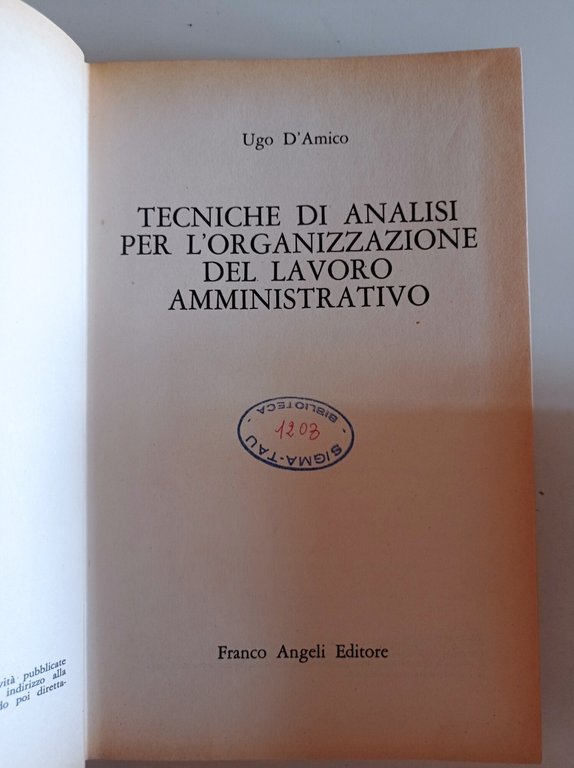 Ugo D'Amico
TECNICHE DI ANALISI
PER L'ORGANIZZAZIONE
DEL LAVORO
AMMINISTRATIVO
BIBLIOTECA
1203
SIGMA-TAU
Franco Angeli Editore
vità pubblicate
indirizzo alla
do poi diretta-